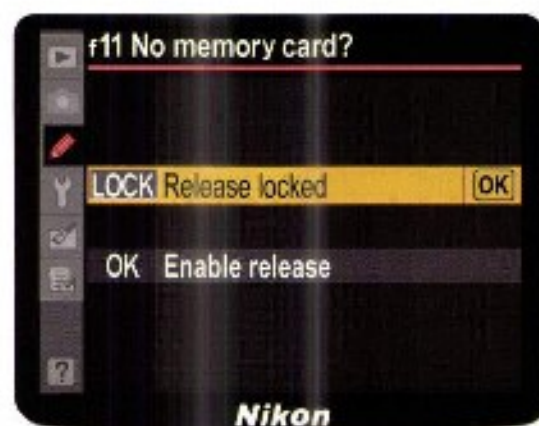 f11 No memory card?
LOCK Release locked OK
OK Enable release
?
Nikon